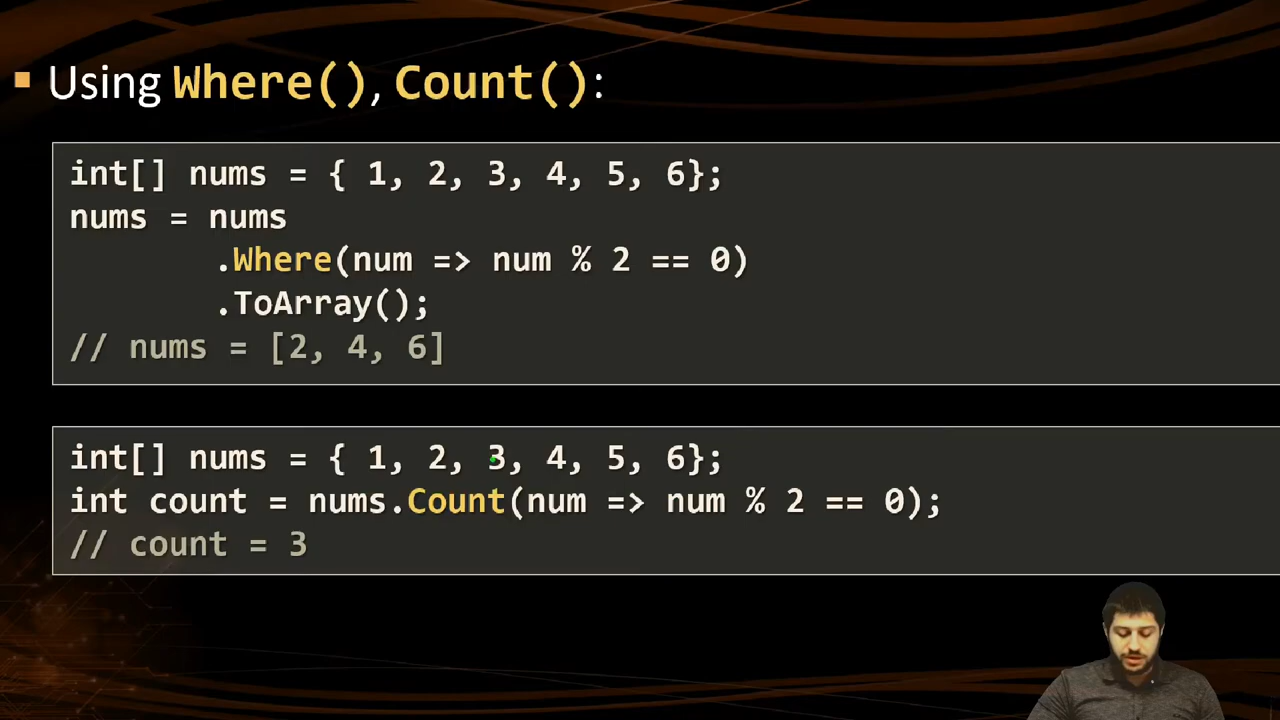 Using Where(), Count():
int[] nums = { 1, 2, 3, 4, 5, 6};
nums = nums
.Where(num => num % 2 == 0)
.ToArray();
// nums = [2, 4, 6]
int[] nums = { 1, 2, 3, 4, 5, 6};
int count = nums.Count(num => num % 2 == 0);
// count = 3